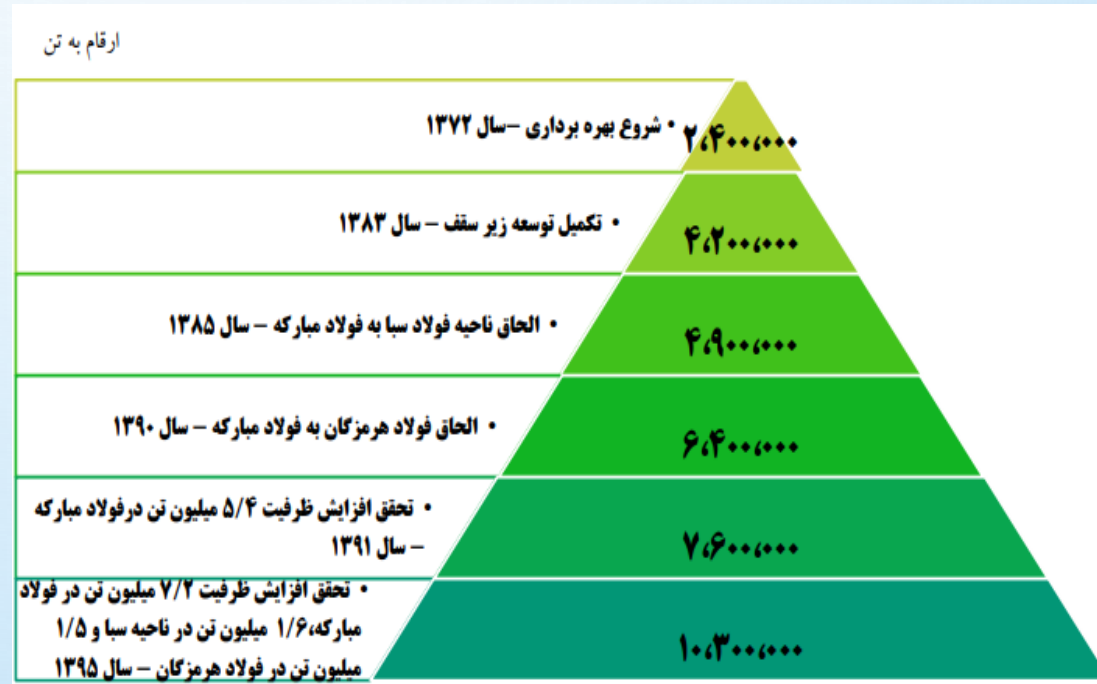 ارقام به تن
• شروع بهره برداری –سال ۱۳۷۲
۲،۴۰۰،۰۰۰
• تکمیل توسعه زیر سقف – سال ۱۳۸۳
۴،۲۰۰،۰۰۰
• الحاق ناحیه فولاد سبا به فولاد مبارکه – سال ۱۳۸۵
۴،۹۰۰،۰۰۰
• الحاق فولاد هرمزگان به فولاد مبارکه – سال ۱۳۹۰
۶،۴۰۰،۰۰۰
• تحقق افزایش ظرفیت ۵/۴ میلیون تن درفولاد مبارکه
– سال ۱۳۹۱
۷،۶۰۰،۰۰۰
• تحقق افزایش ظرفیت ۷/۲ میلیون تن در فولاد
مبارکه،۱/۶ میلیون تن در ناحیه سبا و ۱/۵
میلیون تن در فولاد هرمزگان – سال ۱۳۹۵
۱۰،۳۰۰،۰۰۰